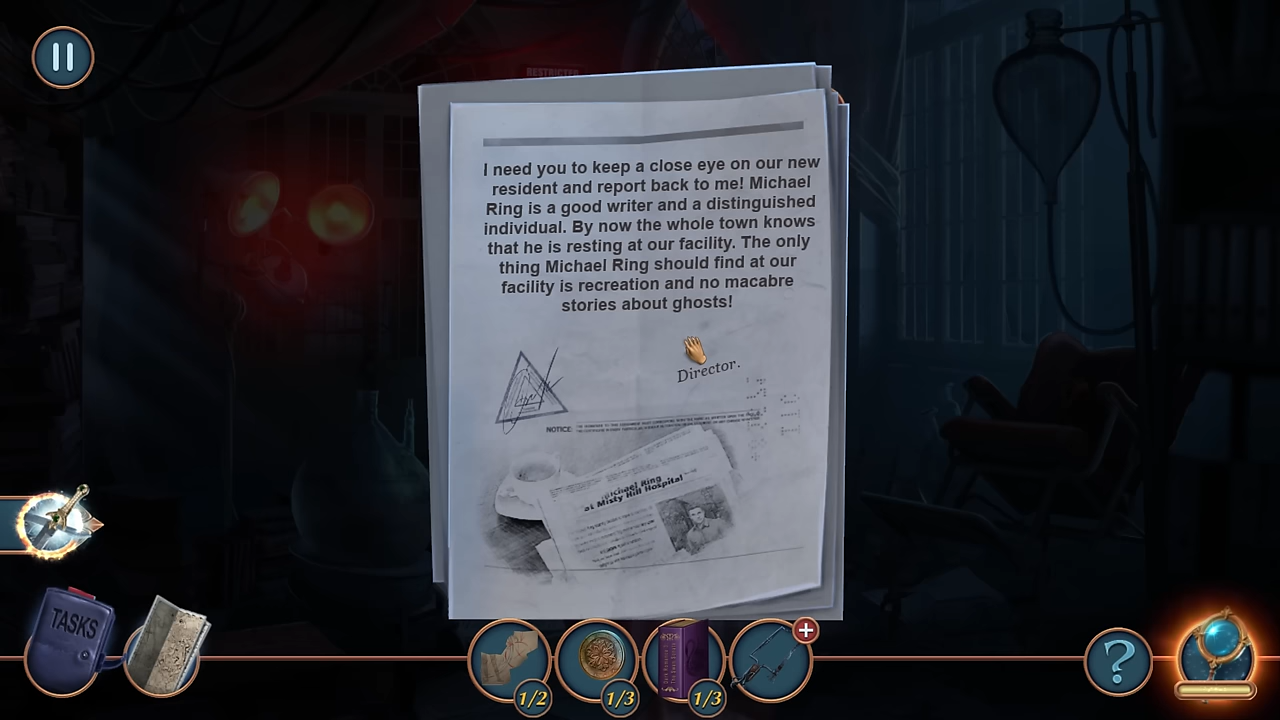 RESTRICTED
I need you to keep a close eye on our new
resident and report back to me! Michael
Ring is a good writer and a distinguished
individual. By now the whole town knows
that he is resting at our facility. The only
thing Michael Ring should find at our
facility is recreation and no macabre
stories about ghosts!
Director.
NOTICE:
Michael Ring
at Misty Hill Hospital
TASKS
1/2
1/3
1/3